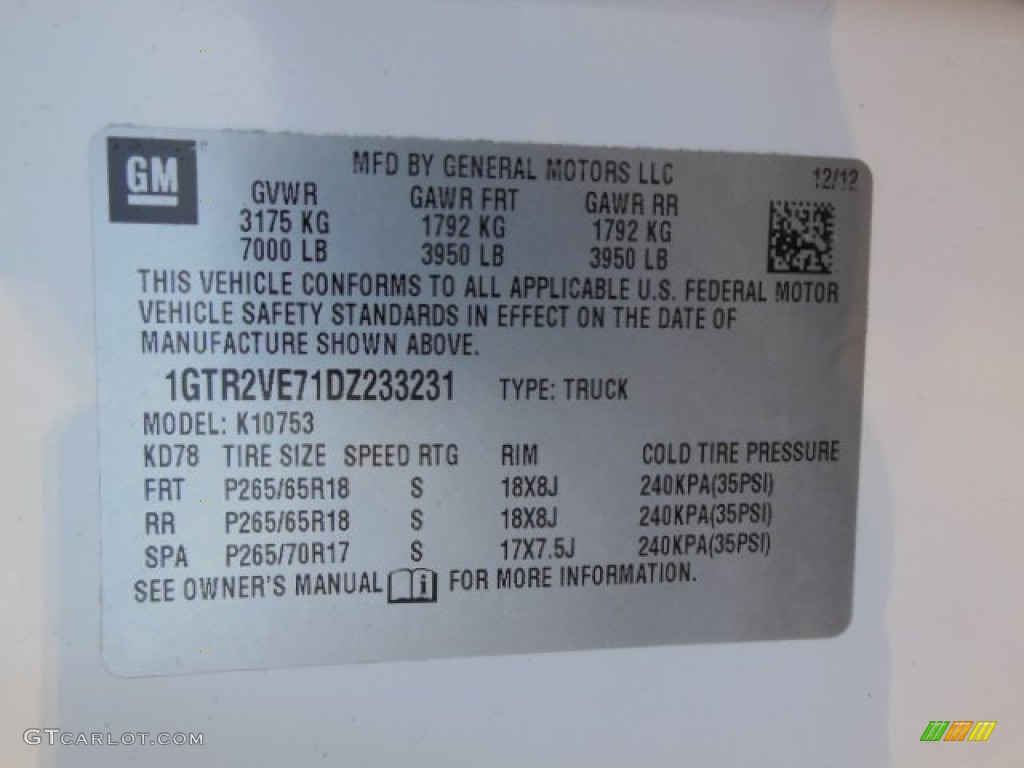 GM
MFD BY GENERAL MOTORS LLC 12/12
GVWR GAWR FRT GAWR RR
3175 KG 1792 KG 1792 KG
7000 LB 3950 LB 3950 LB
THIS VEHICLE CONFORMS TO ALL APPLICABLE U.S. FEDERAL MOTOR
VEHICLE SAFETY STANDARDS IN EFFECT ON THE DATE OF
MANUFACTURE SHOWN ABOVE.
1GTR2VE71DZ233231 TYPE: TRUCK
MODEL: K10753
KD78 TIRE SIZE SPEED RTG RIM COLD TIRE PRESSURE
FRT P265/65R18 S 18X8J 240KPA(35PSI)
RR P265/65R18 S 18X8J 240KPA(35PSI)
SPA P265/70R17 S 17X7.5J 240KPA(35PSI)
SEE OWNER'S MANUAL i FOR MORE INFORMATION.
GTCARLOT.COM